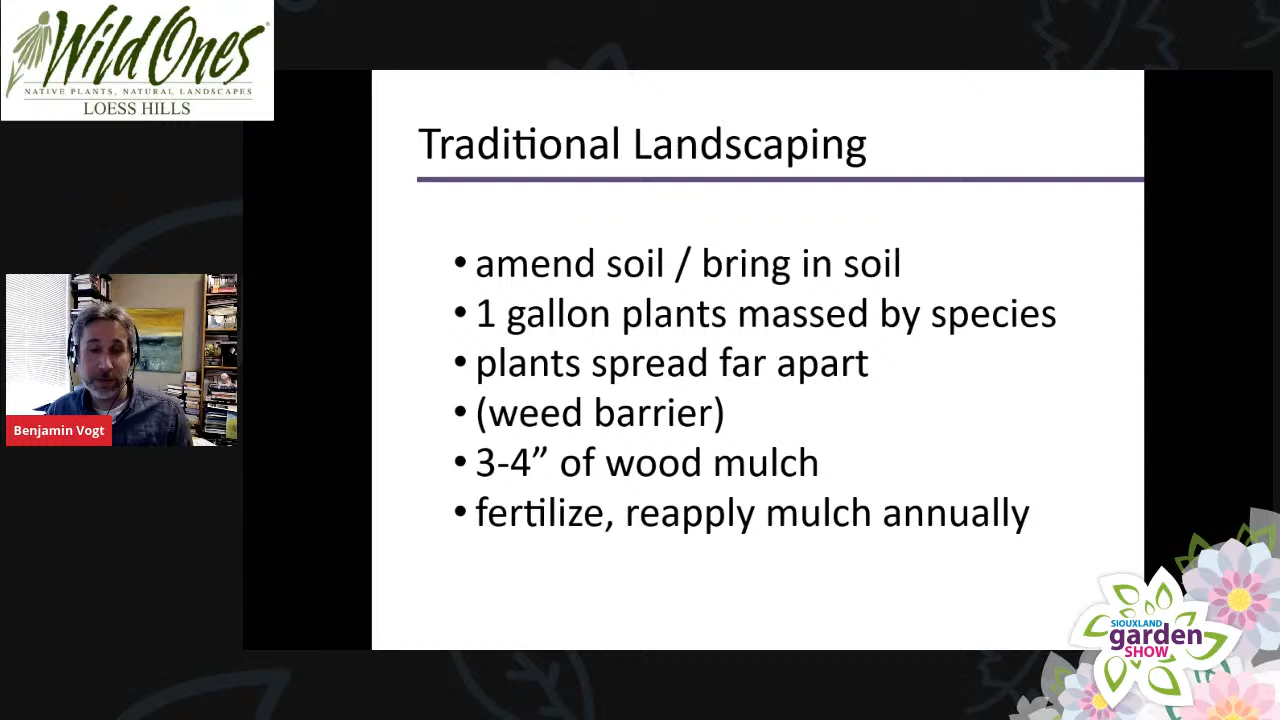 Wild Ones®
NATIVE PLANTS, NATURAL LANDSCAPES
LOESS HILLS
Traditional Landscaping
• amend soil / bring in soil
• 1 gallon plants massed by species
• plants spread far apart
• (weed barrier)
• 3-4” of wood mulch
• fertilize, reapply mulch annually
Benjamin Vogt
SIOUXLAND
garden
SHOW